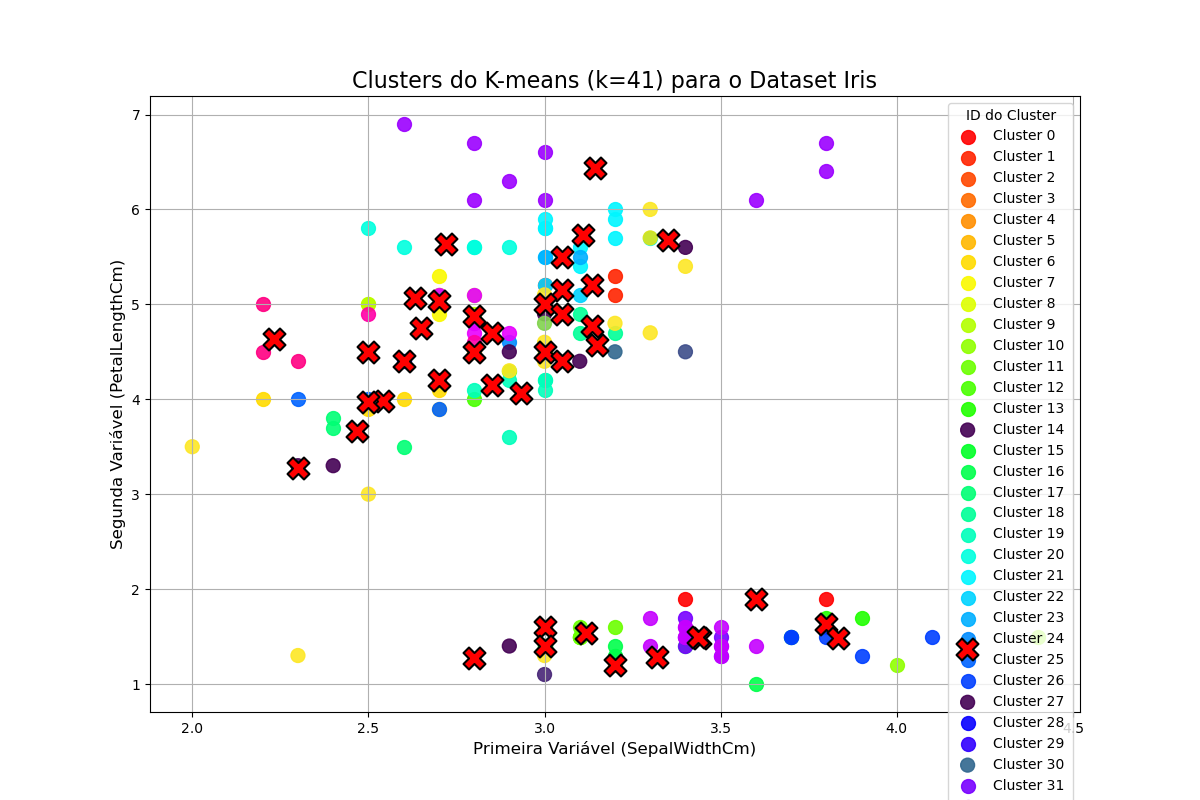 Clusters do K-means (k=41) para o Dataset Iris
Segunda Variável (PetalLengthCm)
7
6
5
4
3
2
1
2.0
2.5
3.0
3.5
4.0
4.5
Primeira Variável (SepalWidthCm)
ID do Cluster
Cluster 0
Cluster 1
Cluster 2
Cluster 3
Cluster 4
Cluster 5
Cluster 6
Cluster 7
Cluster 8
Cluster 9
Cluster 10
Cluster 11
Cluster 12
Cluster 13
Cluster 14
Cluster 15
Cluster 16
Cluster 17
Cluster 18
Cluster 19
Cluster 20
Cluster 21
Cluster 22
Cluster 23
Cluster 24
Cluster 25
Cluster 26
Cluster 27
Cluster 28
Cluster 29
Cluster 30
Cluster 31